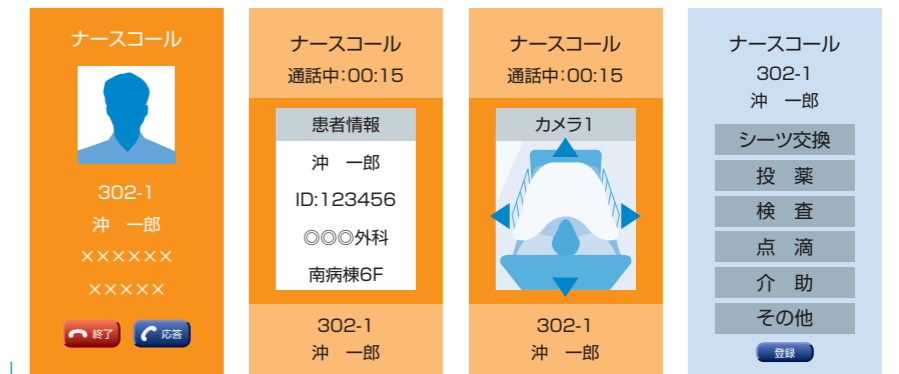 ナースコール
302-1
沖　一郎
××××××
×××××
終了
応答
ナースコール
通話中:00:15
患者情報
沖　一郎
ID:123456
◎◎◎外科
南病棟6F
302-1
沖　一郎
ナースコール
通話中:00:15
カメラ1
302-1
沖　一郎
ナースコール
302-1
沖　一郎
シーツ交換
投　薬
検　査
点　滴
介　助
その他
登録